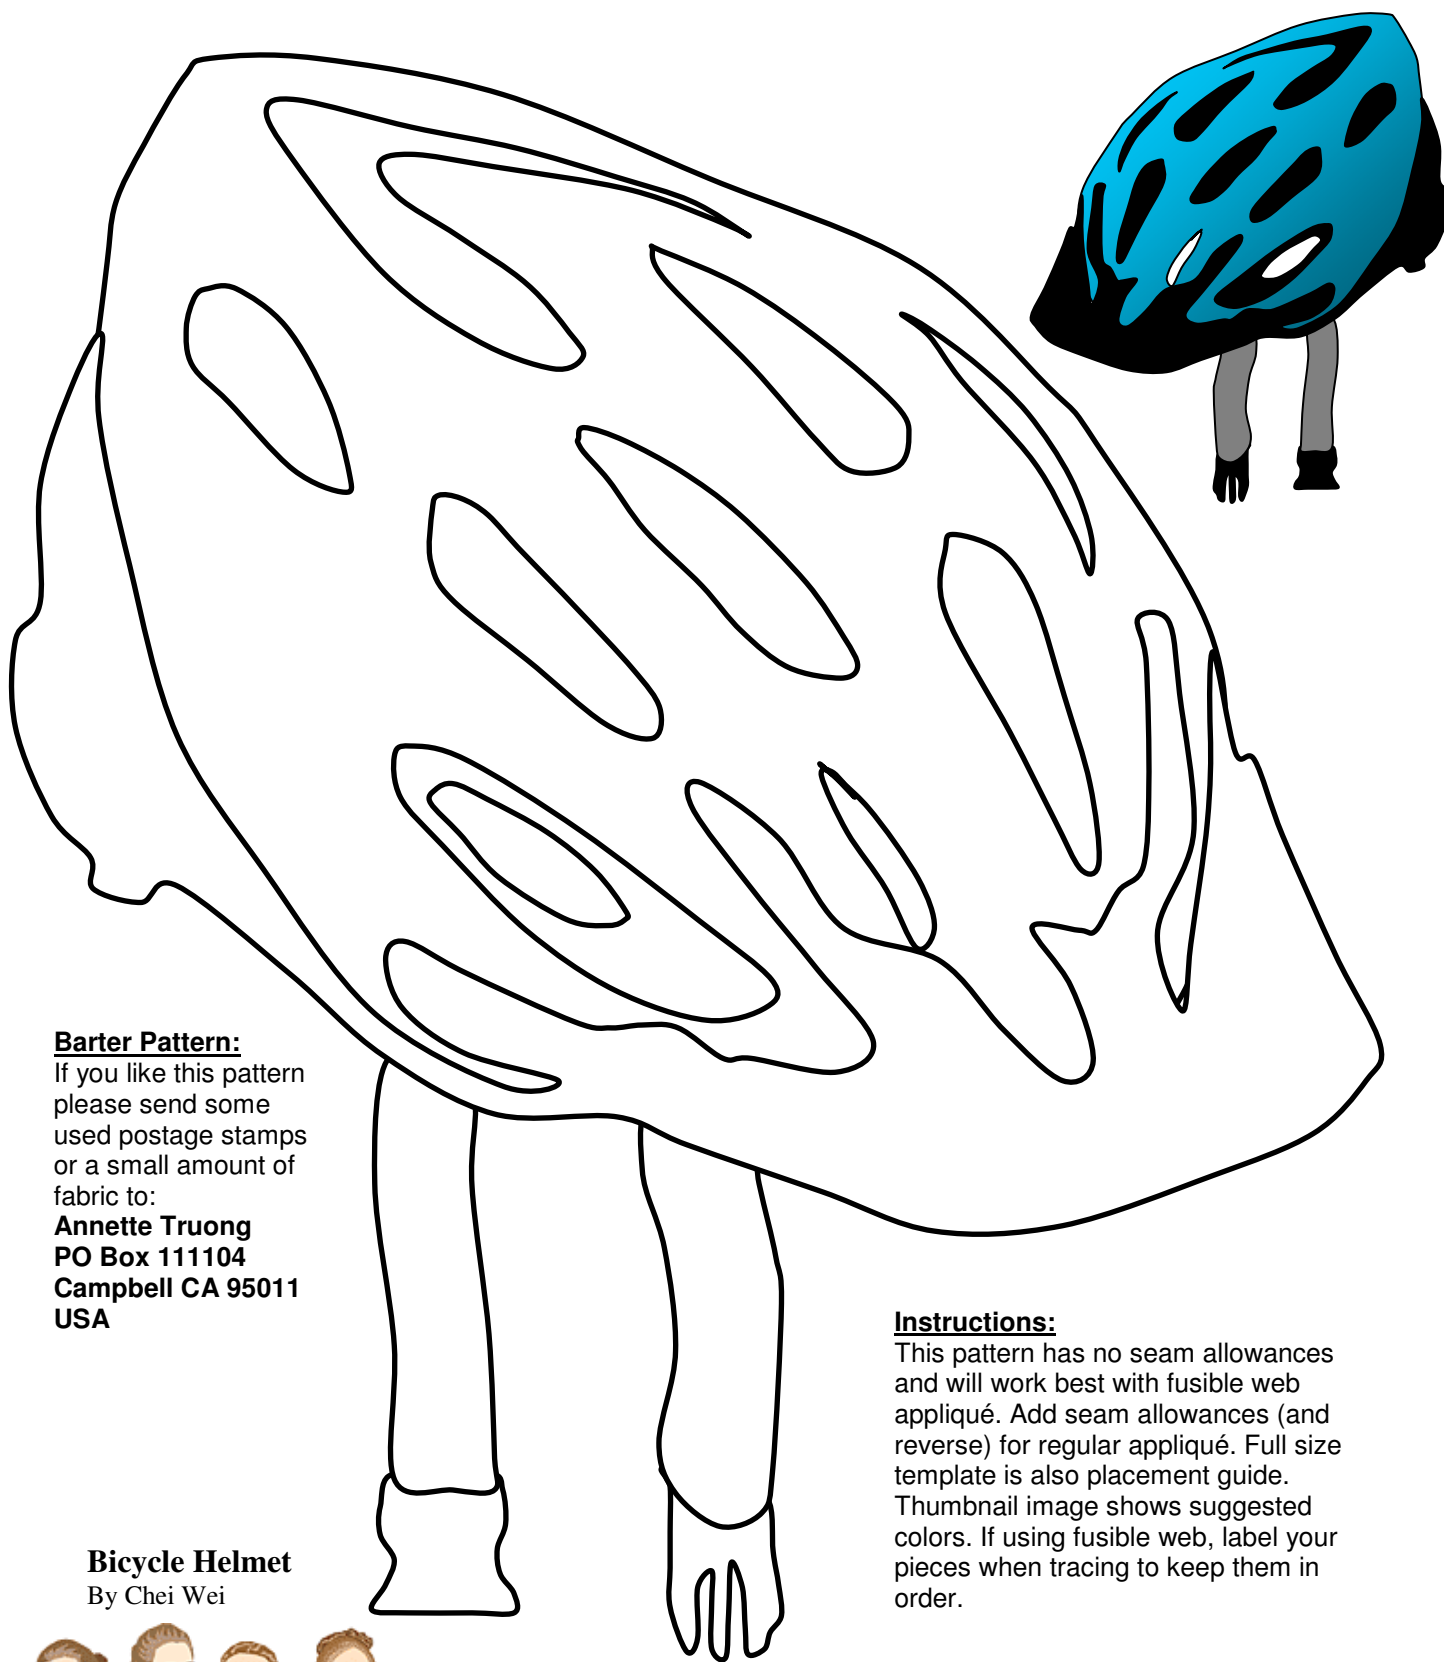 Barter Pattern:
If you like this pattern
please send some
used postage stamps
or a small amount of
fabric to:
Annette Truong
PO Box 111104
Campbell CA 95011
USA
Instructions:
This pattern has no seam allowances
and will work best with fusible web
appliqué. Add seam allowances (and
reverse) for regular appliqué. Full size
template is also placement guide.
Thumbnail image shows suggested
colors. If using fusible web, label your
pieces when tracing to keep them in
order.
Bicycle Helmet
By Chei Wei